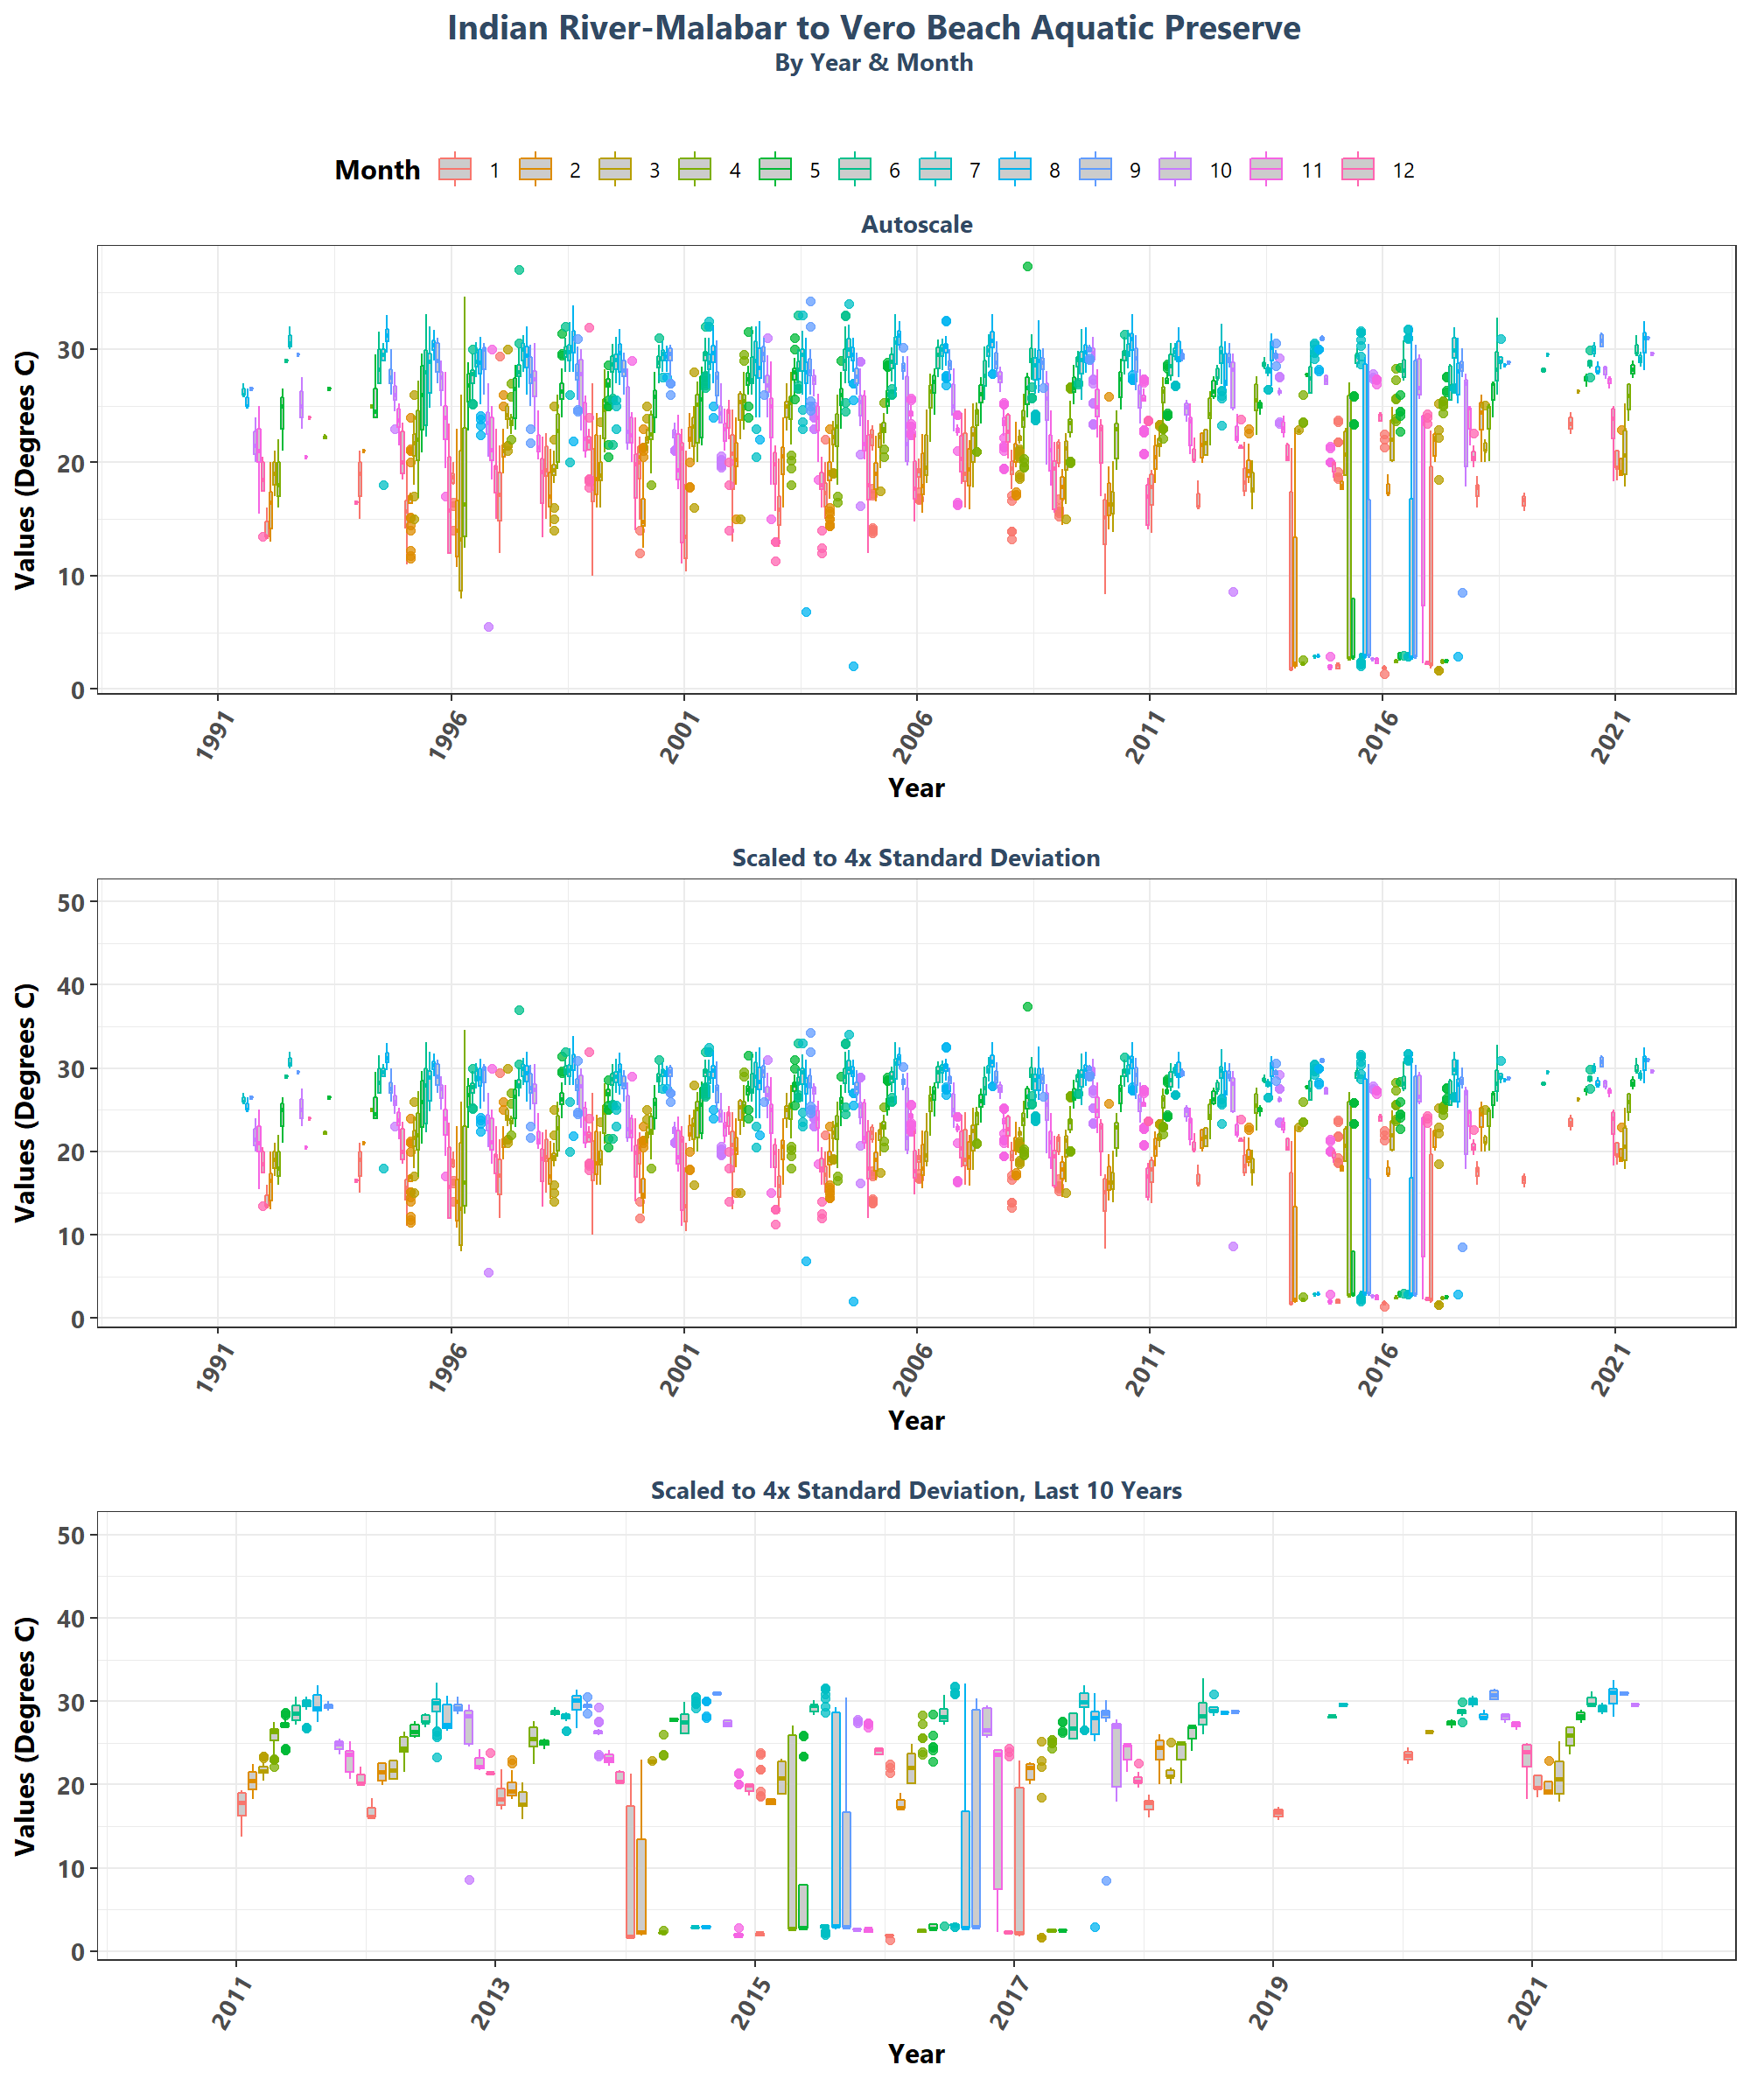 Indian River-Malabar to Vero Beach Aquatic Preserve
By Year & Month
Month 1 2 3 4 5 6 7 8 9 10 11 12
Autoscale
Values (Degrees C)
30
20
10
0
1991 1996 2001 2006 2011 2016 2021
Year
Scaled to 4x Standard Deviation
Values (Degrees C)
50
40
30
20
10
0
1991 1996 2001 2006 2011 2016 2021
Year
Scaled to 4x Standard Deviation, Last 10 Years
Values (Degrees C)
50
40
30
20
10
0
2011 2013 2015 2017 2019 2021
Year